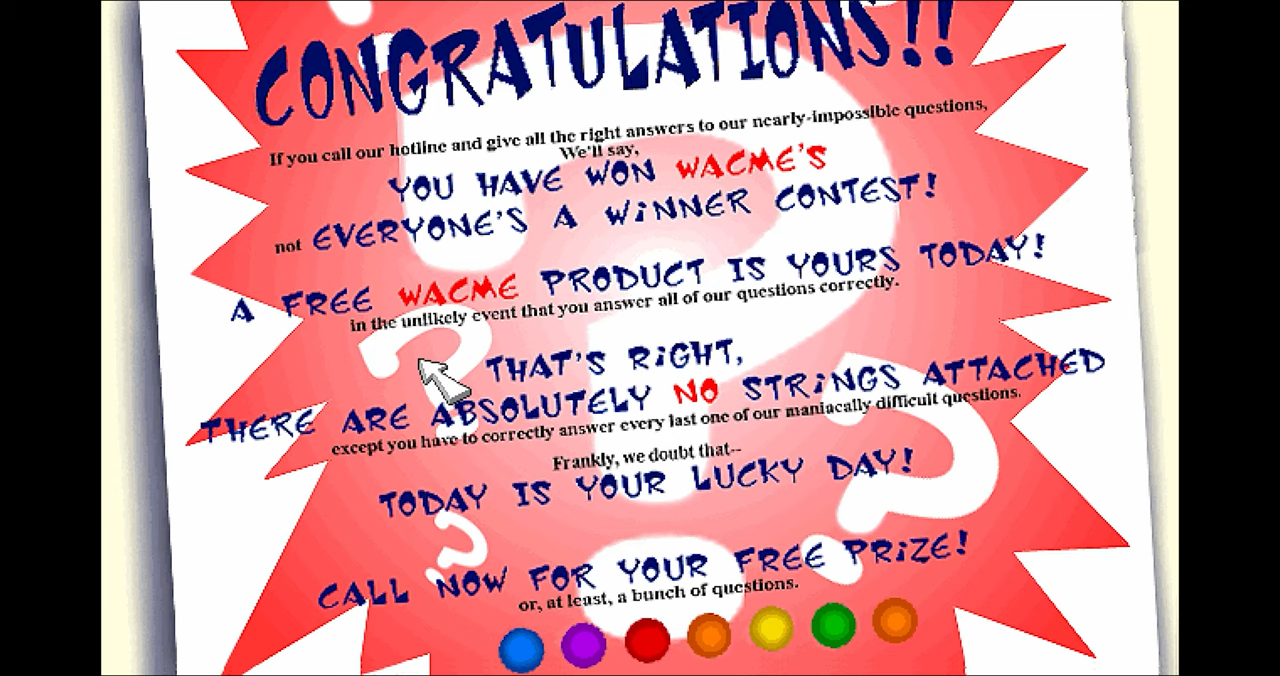 CONGRATULATIONS!!
If you call our hotline and give all the right answers to our nearly-impossible questions,
We'll say,
YOU HAVE WON WACME'S
not EVERYONE'S A WiNNER CONTEST!
A FREE WACME PRODUCT IS YOURS TODAY!
in the unlikely event that you answer all of our questions correctly.
THAT'S RiGHT,
THERE ARE ABSOLUTELY NO STRiNGS ATTACHED
except you have to correctly answer every last one of our maniacally difficult questions.
Frankly, we doubt that--
TODAY IS YOUR LUCKY DAY!
CALL NOW FOR YOUR FREE PRiZE!
or, at least, a bunch of questions.